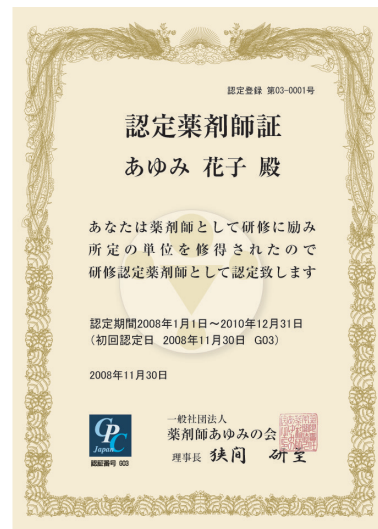 認定登録 第03-0001号
認定薬剤師証
あゆみ 花子 殿
あなたは薬剤師として研修に励み
所定の単位を修得されたので
研修認定薬剤師として認定致します
認定期間2008年1月1日～2010年12月31日
(初回認定日 2008年11月30日 G03)
2008年11月30日
CPC
Japan
認証番号 G03
一般社団法人
薬剤師あゆみの会
理事長 狭間 研至